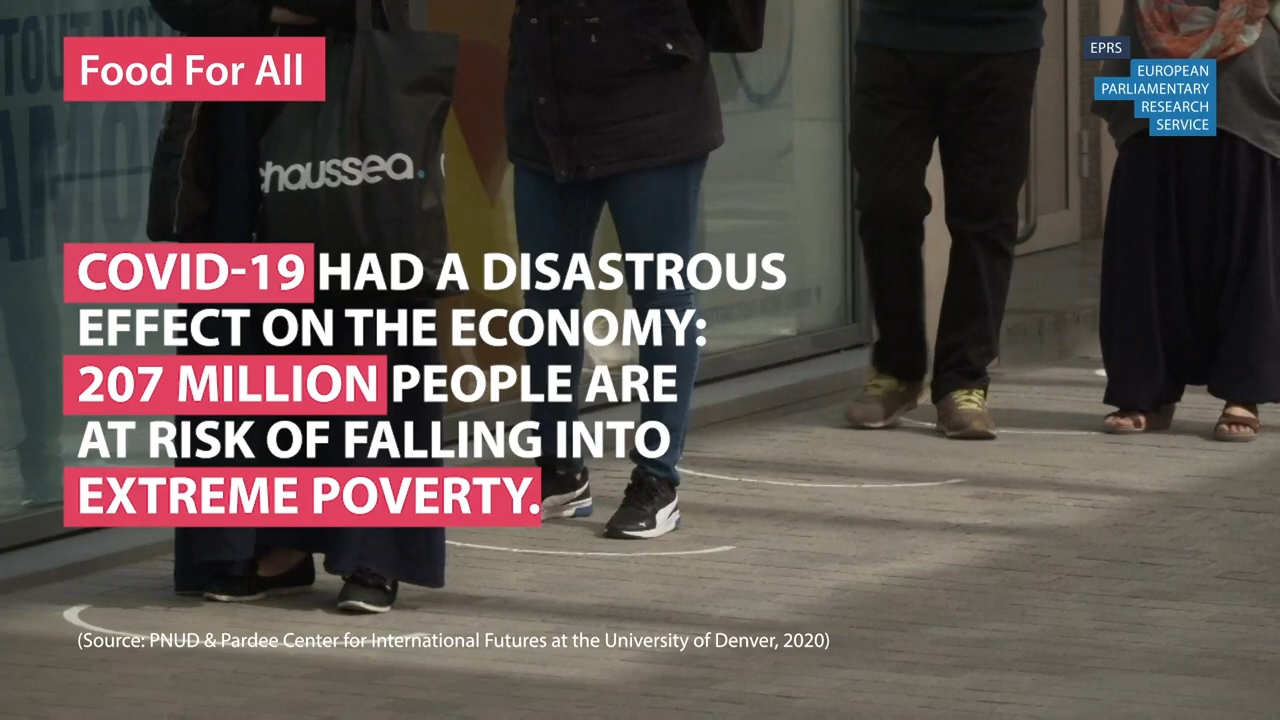 Food For All
EPRS
EUROPEAN
PARLIAMENTARY
RESEARCH
SERVICE
TOUT
chaussea.
COVID-19 HAD A DISASTROUS
EFFECT ON THE ECONOMY:
207 MILLION PEOPLE ARE
AT RISK OF FALLING INTO
EXTREME POVERTY.
(Source: PNUD & Pardee Center for International Futures at the University of Denver, 2020)